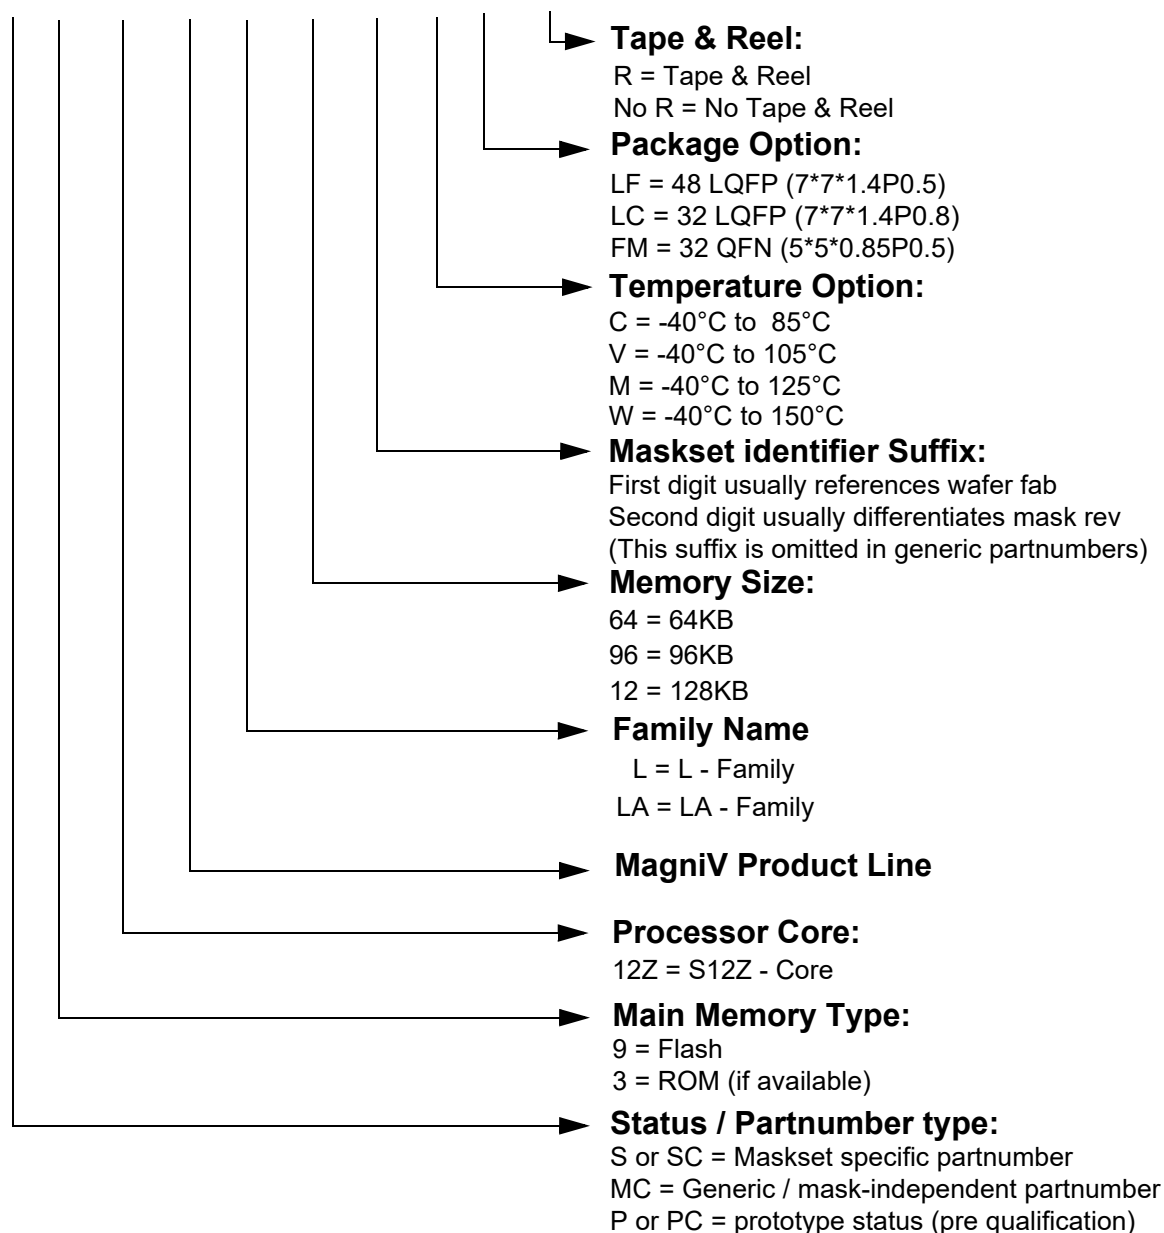 Tape & Reel:
R = Tape & Reel
No R = No Tape & Reel
Package Option:
LF = 48 LQFP (7*7*1.4P0.5)
LC = 32 LQFP (7*7*1.4P0.8)
FM = 32 QFN (5*5*0.85P0.5)
Temperature Option:
C = -40°C to  85°C
V = -40°C to 105°C
M = -40°C to 125°C
W = -40°C to 150°C
Maskset identifier Suffix:
First digit usually references wafer fab
Second digit usually differentiates mask rev
(This suffix is omitted in generic partnumbers)
Memory Size:
64 = 64KB
96 = 96KB
12 = 128KB
Family Name
L = L - Family
LA = LA - Family
MagniV Product Line
Processor Core:
12Z = S12Z - Core
Main Memory Type:
9 = Flash
3 = ROM (if available)
Status / Partnumber type:
S or SC = Maskset specific partnumber
MC = Generic / mask-independent partnumber
P or PC = prototype status (pre qualification)